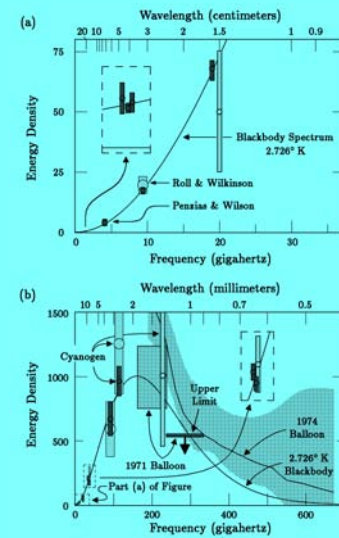 Wavelength (centimeters)
(a)
20 5 3 2 1.5 1 0.9
75
50
25
0
Energy Density
Blackbody Spectrum
2.726° K
Roll & Wilkinson
Penzias & Wilson
0 10 20 30
Frequency (gigahertz)
Wavelength (millimeters)
(b)
10 5 2 1 0.7 0.5
1500
1000
500
0
Energy Density
Cyanogen
Upper
Limit
1974
Balloon
1971 Balloon
2.726° K
Blackbody
Part (a) of Figure
0 200 400 600
Frequency (gigahertz)